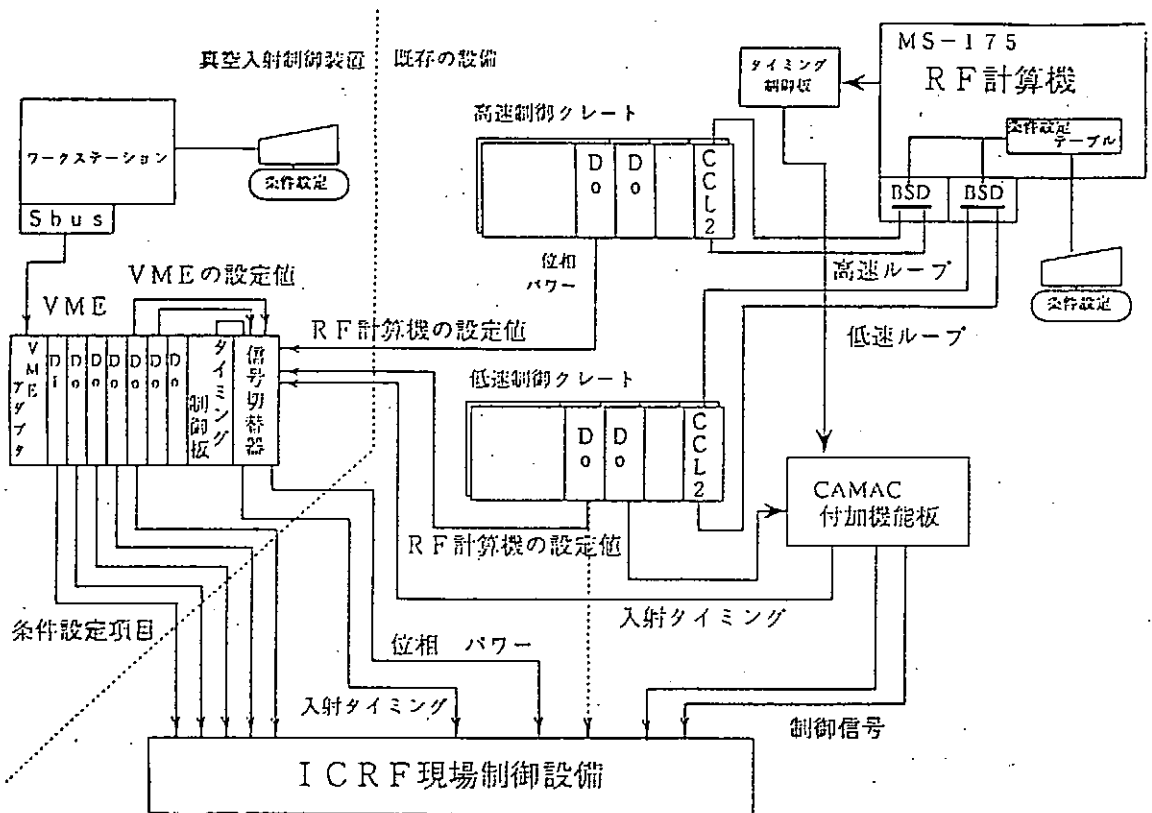 真空入射制御装置
既存の設備
ワークステーション
条件設定
Sbus
VMEの設定値
VME
VME
アダプタ
Di
Do
Do
Do
Do
Do
タイミング
制御板
信号切替器
条件設定項目
高速制御クレート
Do
Do
CCL2
位相
パワー
RF計算機の設定値
低速制御クレート
Do
Do
CCL2
RF計算機の設定値
タイミング
制御板
MS-175
RF計算機
条件設定
テーブル
BSD
BSD
条件設定
高速ループ
低速ループ
CAMAC
付加機能板
入射タイミング
位相 パワー
入射タイミング
制御信号
ICRF現場制御設備